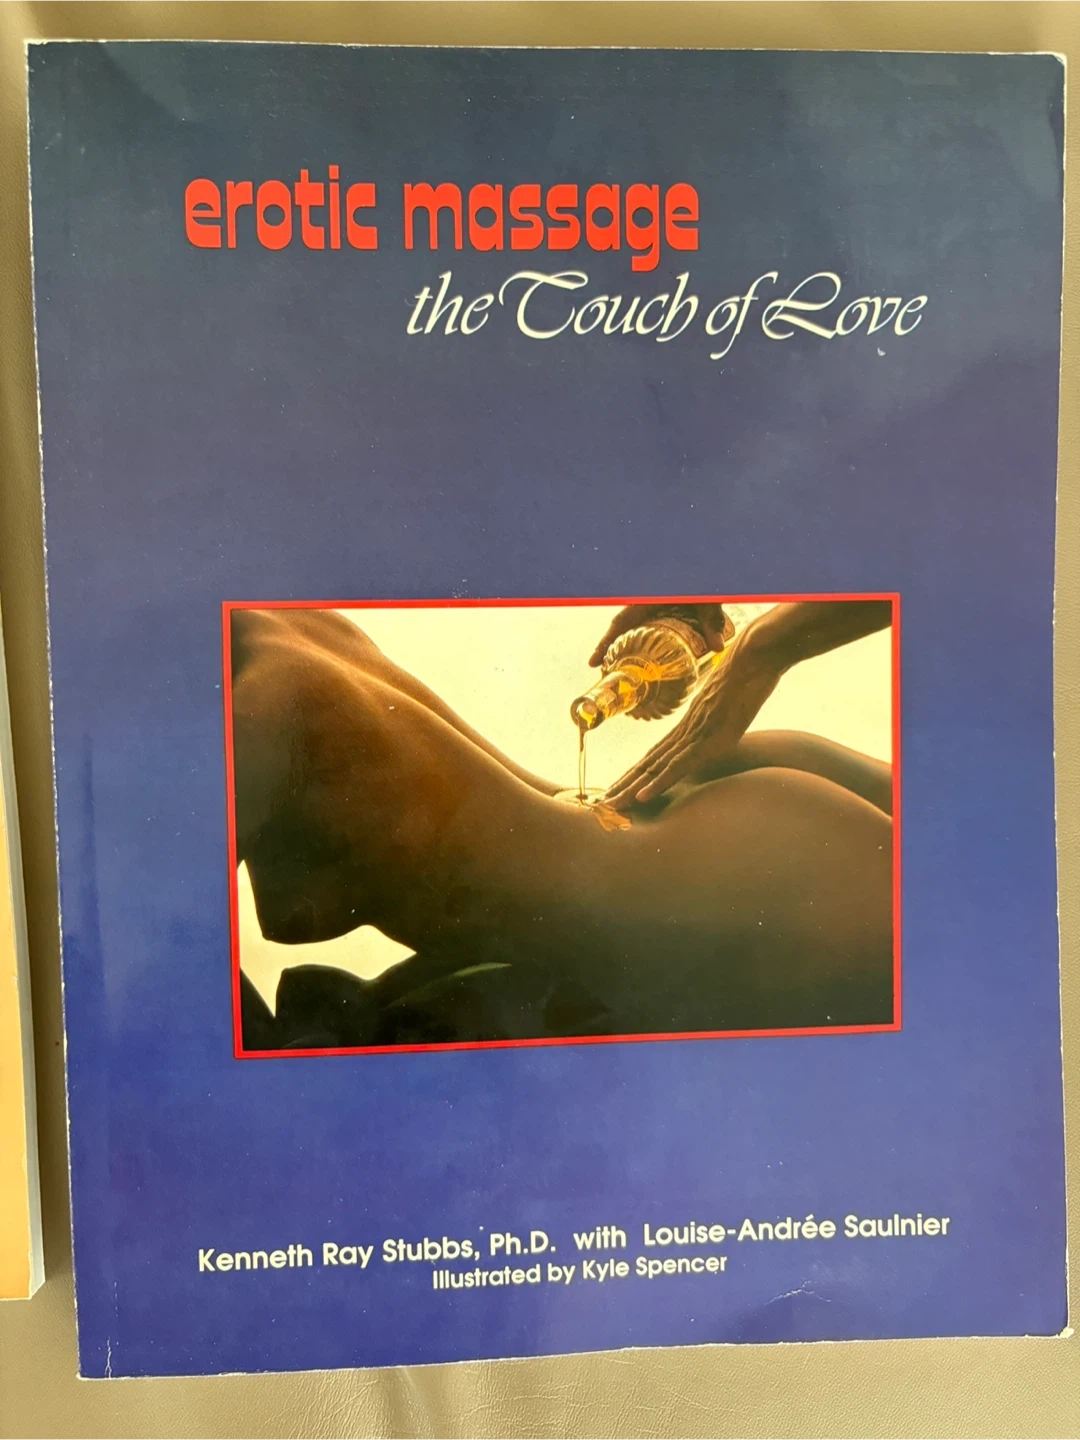 erotic massage
the Touch of Love
Kenneth Ray Stubbs, Ph.D. with Louise-Andrée Saulnier
Illustrated by Kyle Spencer